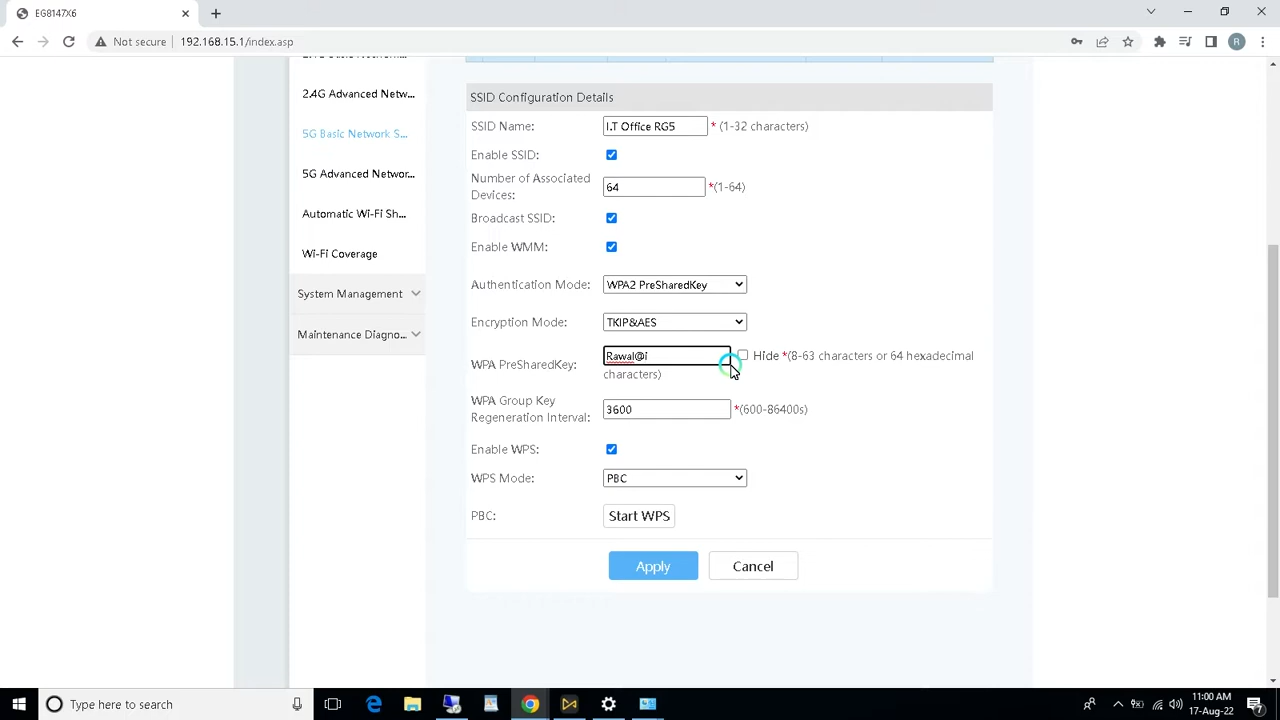 EG8147X6
Not secure
192.168.15.1/index.asp
R
2.4G Advanced Netw...
SSID Configuration Details
SSID Name: I.T Office RG5 * (1-32 characters)
5G Basic Network S...
Enable SSID:
5G Advanced Networ...
Number of Associated
Devices: 64 *(1-64)
Automatic Wi-Fi Sh...
Broadcast SSID:
Enable WMM:
Wi-Fi Coverage
Authentication Mode: WPA2 PreSharedKey
System Management
Encryption Mode: TKIP&AES
Maintenance Diagno...
WPA PreSharedKey: Rawal@i Hide *(8-63 characters or 64 hexadecimal
characters)
WPA Group Key
Regeneration Interval: 3600 *(600-86400s)
Enable WPS:
WPS Mode: PBC
PBC: Start WPS
Apply Cancel
Type here to search
11:00 AM
17-Aug-22